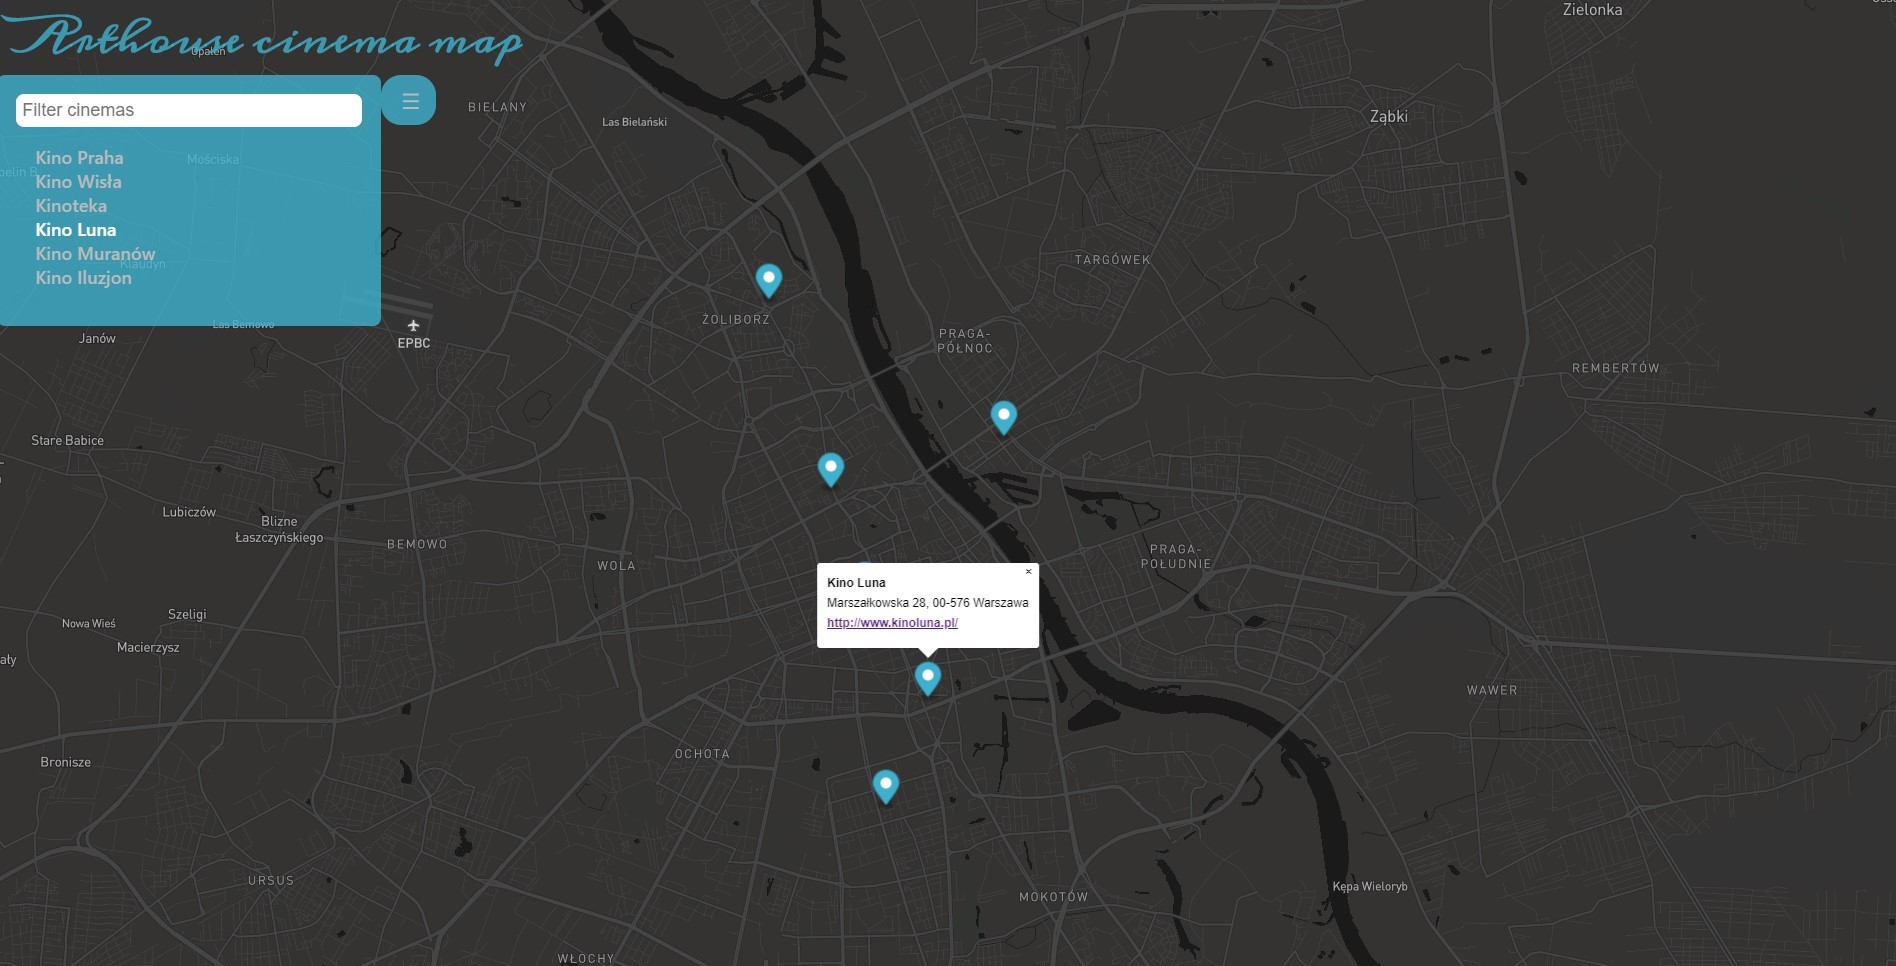 Arthouse cinema map
Opaleń
Zielonka
Filter cinemas
☰
BIELANY
Las Bielański
Ząbki
Kino Praha
Mościska
Kino Wisła
Kinoteka
Kino Luna
Kino Muranów
Klaudyn
Kino Iluzjon
TARGÓWEK
Las Bemowo
ŻOLIBORZ
Janów
EPBC
PRAGA-
PÓŁNOC
REMBERTÓW
Stare Babice
Lubiczów
Blizne
Łaszczyńskiego
BEMOWO
WOLA
PRAGA-
POŁUDNIE
×
Kino Luna
Marszałkowska 28, 00-576 Warszawa
http://www.kinoluna.pl/
Szeligi
Nowa Wieś
Macierzysz
WAWER
OCHOTA
Bronisze
URSUS
MOKOTÓW
Kępa Wieloryb
WŁOCHY